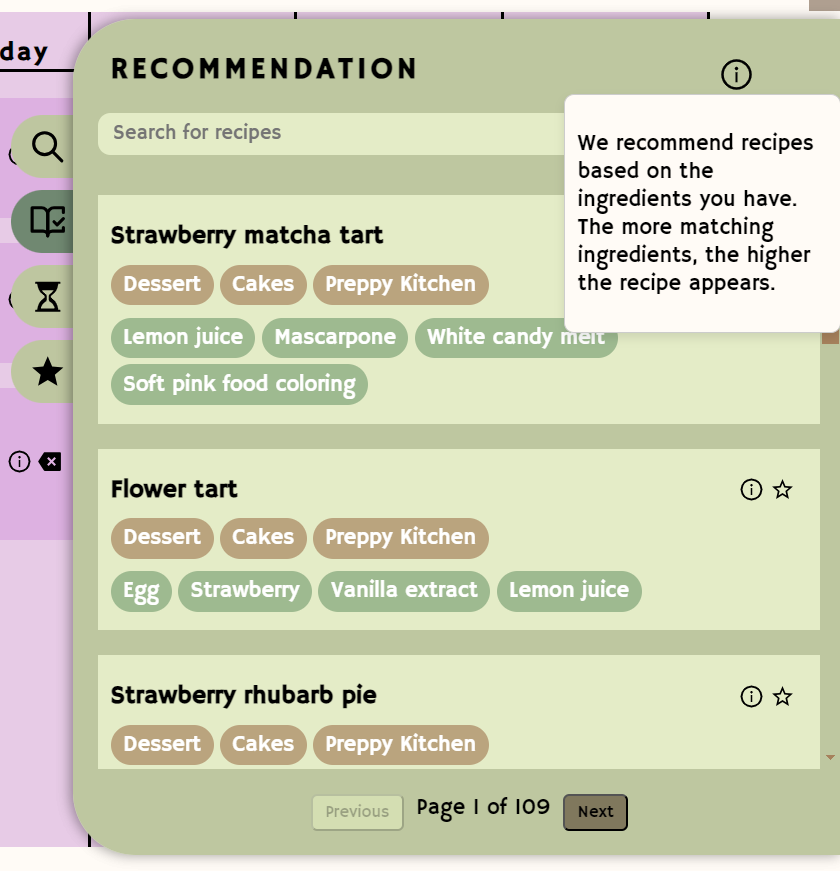 day
RECOMMENDATION
Search for recipes
We recommend recipes
based on the
ingredients you have.
The more matching
ingredients, the higher
the recipe appears.
Strawberry matcha tart
Dessert Cakes Preppy Kitchen
Lemon juice Mascarpone White candy melt
Soft pink food coloring
Flower tart
Dessert Cakes Preppy Kitchen
Egg Strawberry Vanilla extract Lemon juice
Strawberry rhubarb pie
Dessert Cakes Preppy Kitchen
Previous Page 1 of 109 Next